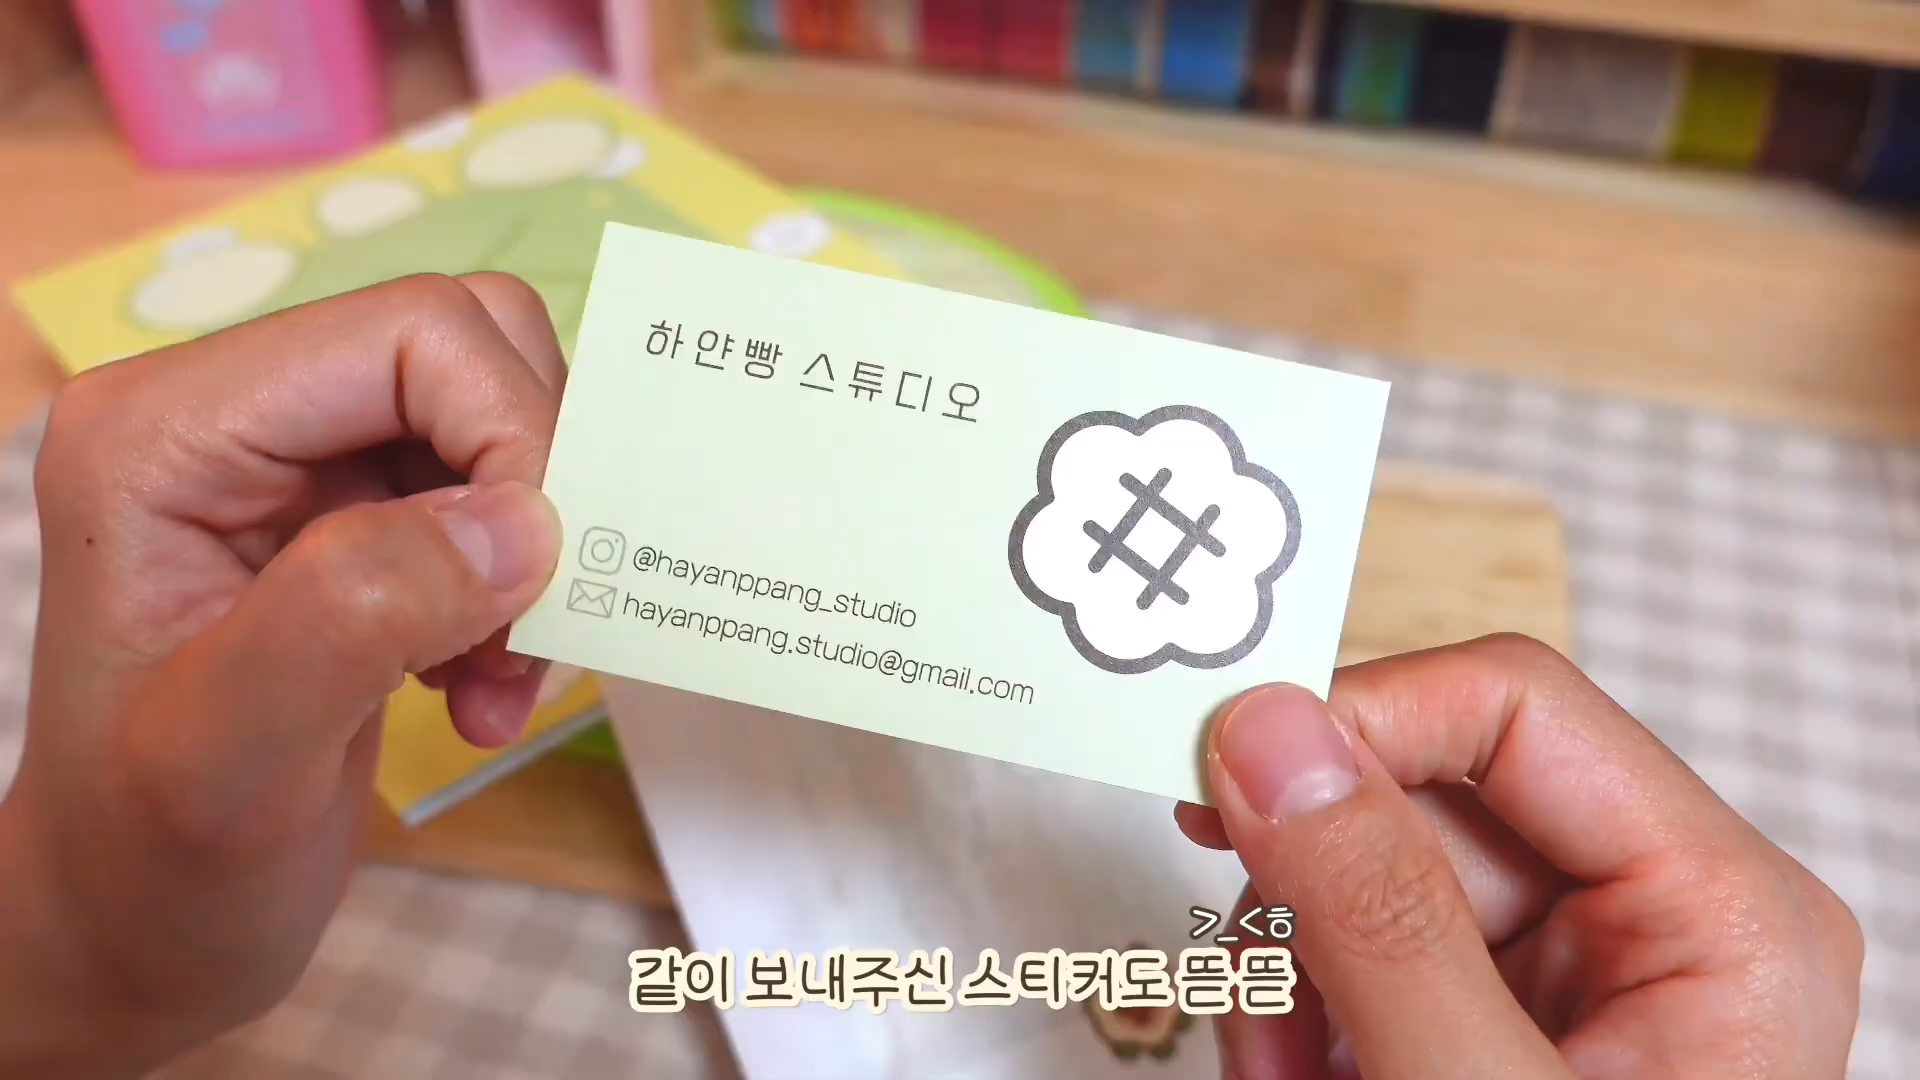 하얀빵 스튜디오
@hayanppang_studio
hayanppang.studio@gmail.com
>_<ㅎ
같이 보내주신 스티커도 뜯뜯